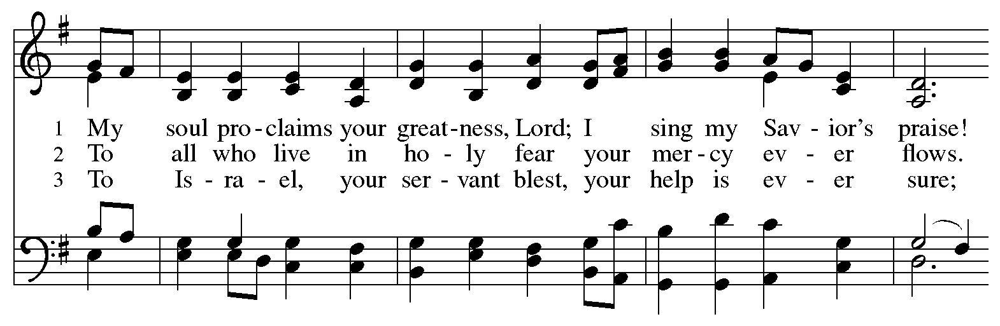 1 My soul pro - claims your great - ness, Lord; I sing my Sav - ior's praise!
2 To all who live in ho - ly fear your mer - cy ev - er flows.
3 To Is - ra - el, your ser - vant blest, your help is ev - er sure;